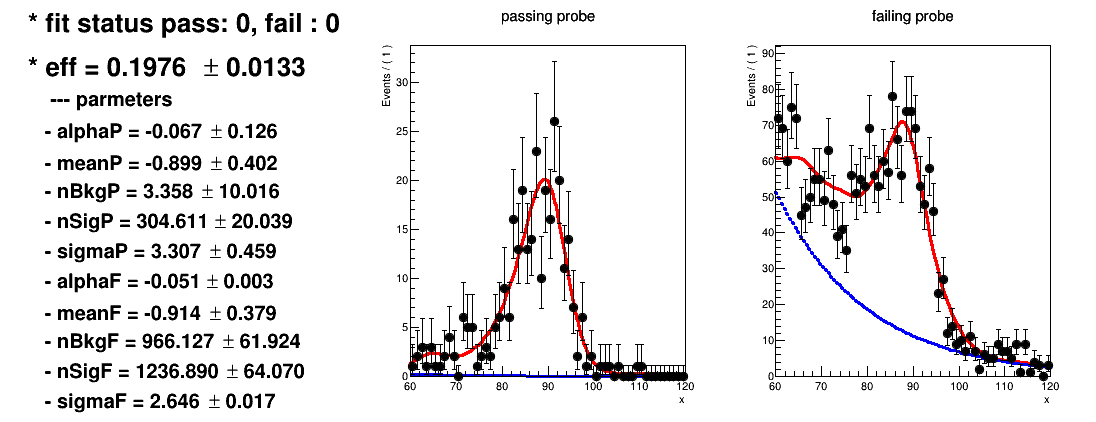 * fit status pass: 0, fail : 0
* eff = 0.1976 ± 0.0133
--- parmeters
- alphaP = -0.067 ± 0.126
- meanP = -0.899 ± 0.402
- nBkgP = 3.358 ± 10.016
- nSigP = 304.611 ± 20.039
- sigmaP = 3.307 ± 0.459
- alphaF = -0.051 ± 0.003
- meanF = -0.914 ± 0.379
- nBkgF = 966.127 ± 61.924
- nSigF = 1236.890 ± 64.070
- sigmaF = 2.646 ± 0.017
passing probe
Events / ( 1 )
30
25
20
15
10
5
0
60 70 80 90 100 110 120
x
failing probe
Events / ( 1 )
90
80
70
60
50
40
30
20
10
0
60 70 80 90 100 110 120
x